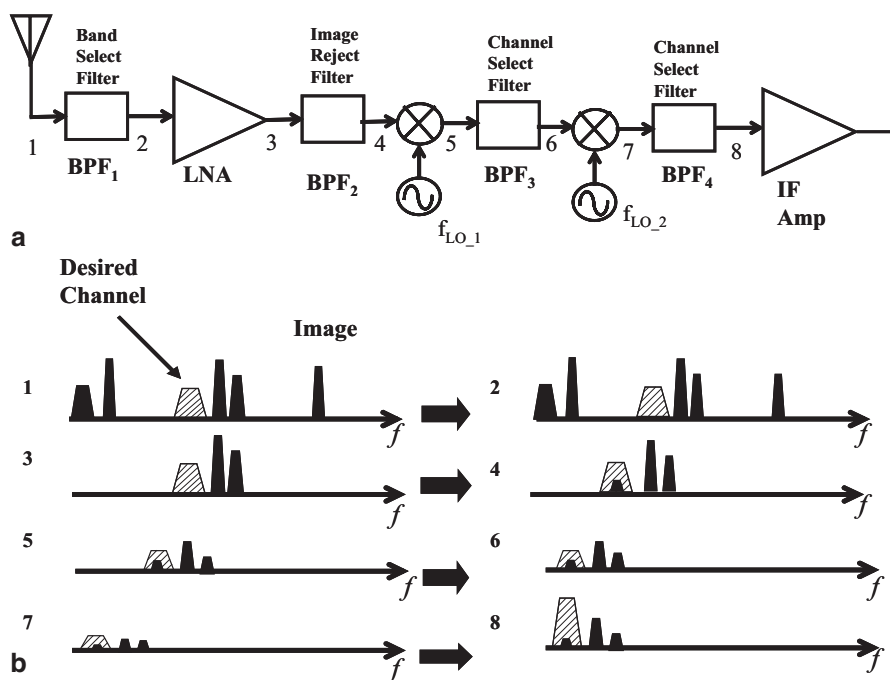 Band
Select
Filter
Image
Reject
Filter
Channel
Select
Filter
Channel
Select
Filter
1
2
3
4
5
6
7
8
BPF1
LNA
BPF2
BPF3
BPF4
IF
Amp
fLO_1
fLO_2
a
Desired
Channel
Image
1
f
2
f
3
f
4
f
5
f
6
f
7
f
8
f
b